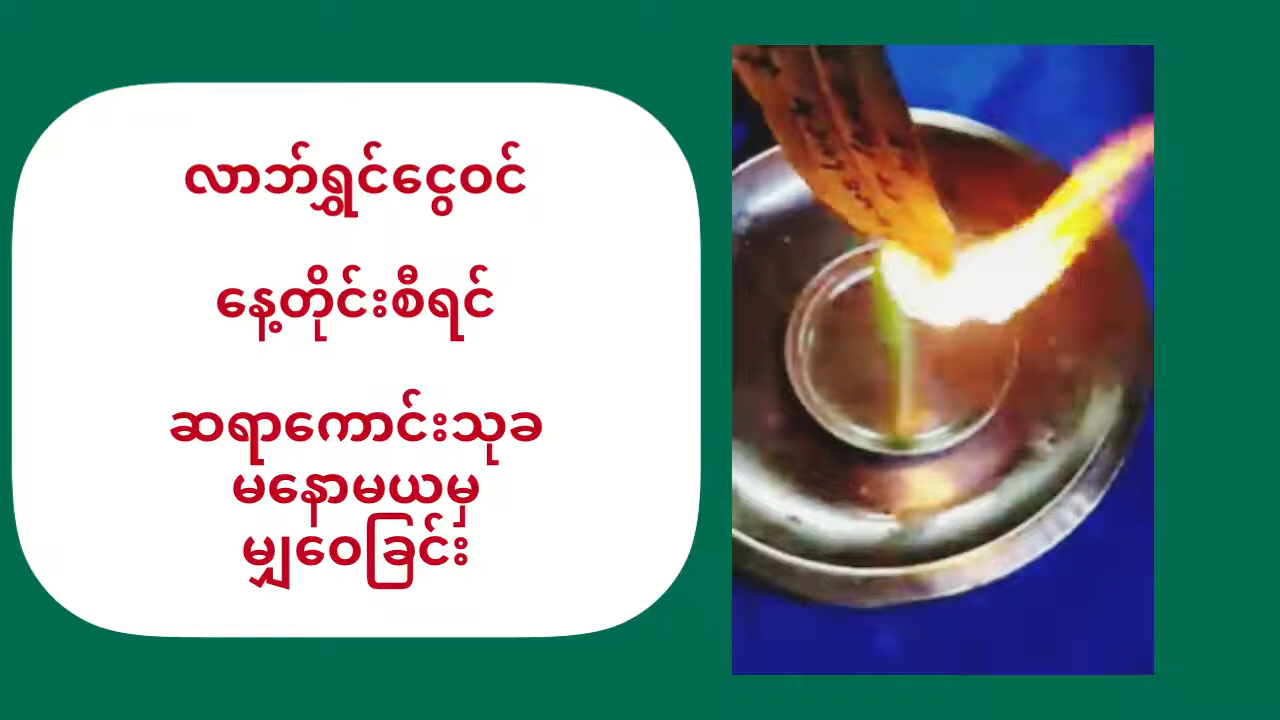 လာဘ်ရွှင်ငွေဝင်
နေ့တိုင်းစီရင်
ဆရာကောင်းသုခ
မနောမယမှ
မျှဝေခြင်း